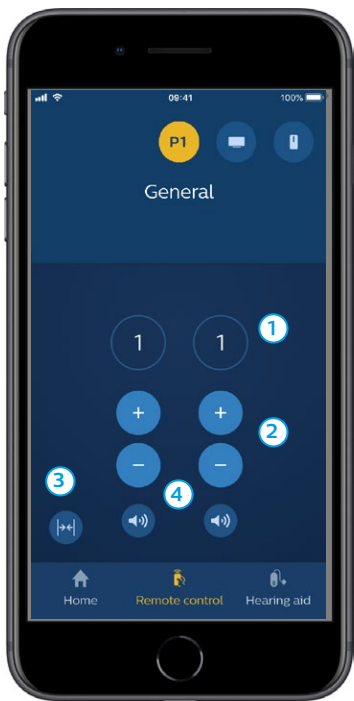 09:41
100%
P1
General
1 1 1
+ + 2
− −
3 4
Home Remote control Hearing aid